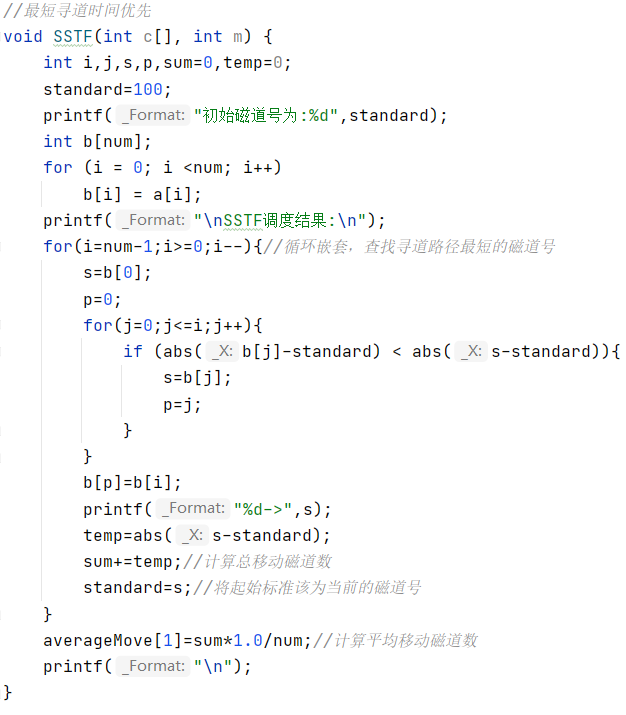 //最短寻道时间优先
void SSTF(int c[], int m) {
    int i,j,s,p,sum=0,temp=0;
    standard=100;
    printf( _Format: "初始磁道号为:%d",standard);
    int b[num];
    for (i = 0; i <num; i++)
        b[i] = a[i];
    printf( _Format: "\nSSTF调度结果:\n");
    for(i=num-1;i>=0;i--){//循环嵌套，查找寻道路径最短的磁道号
        s=b[0];
        p=0;
        for(j=0;j<=i;j++){
            if (abs( _X: b[j]-standard) < abs( _X: s-standard)){
                s=b[j];
                p=j;
            }
        }
        b[p]=b[i];
        printf( _Format: "%d->",s);
        temp=abs( _X: s-standard);
        sum+=temp;//计算总移动磁道数
        standard=s;//将起始标准该为当前的磁道号
    }
    averageMove[1]=sum*1.0/num;//计算平均移动磁道数
    printf( _Format: "\n");
}